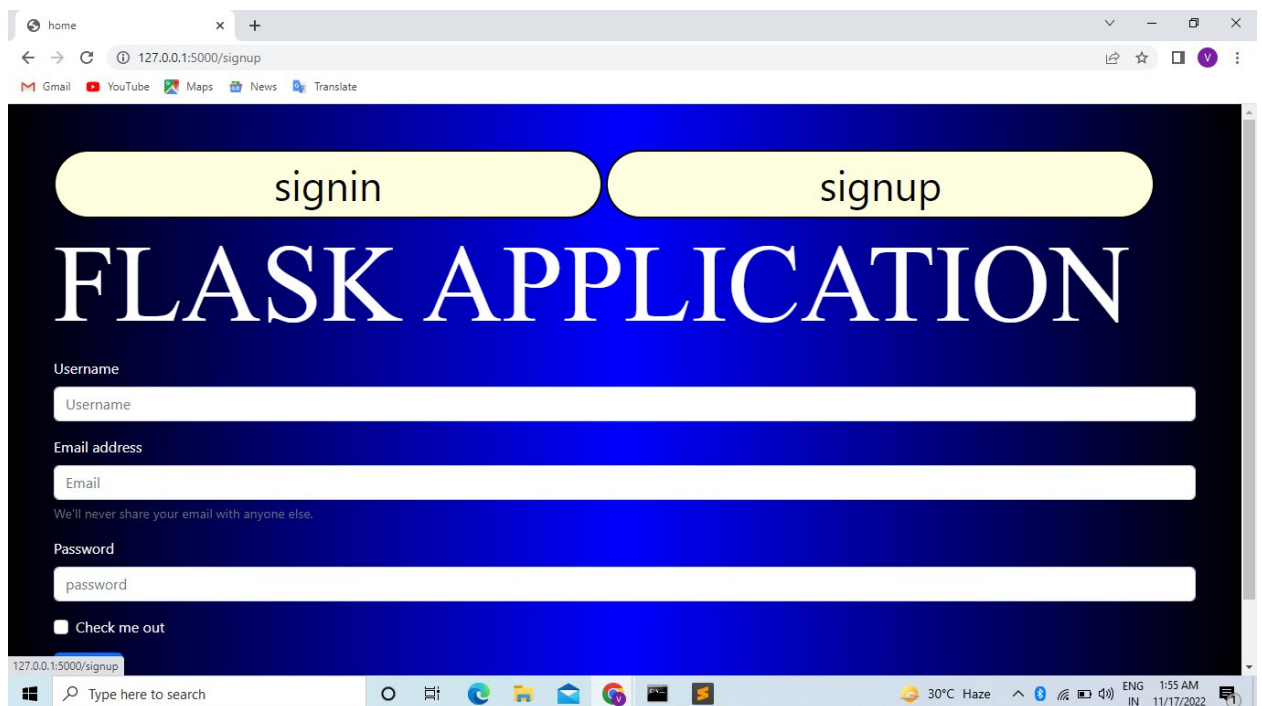 home
127.0.0.1:5000/signup
V
Gmail YouTube Maps News Translate
signin signup
FLASK APPLICATION
Username
Username
Email address
Email
We'll never share your email with anyone else.
Password
password
Check me out
127.0.0.1:5000/signup
Type here to search
30°C Haze
ENG
IN
1:55 AM
11/17/2022
1